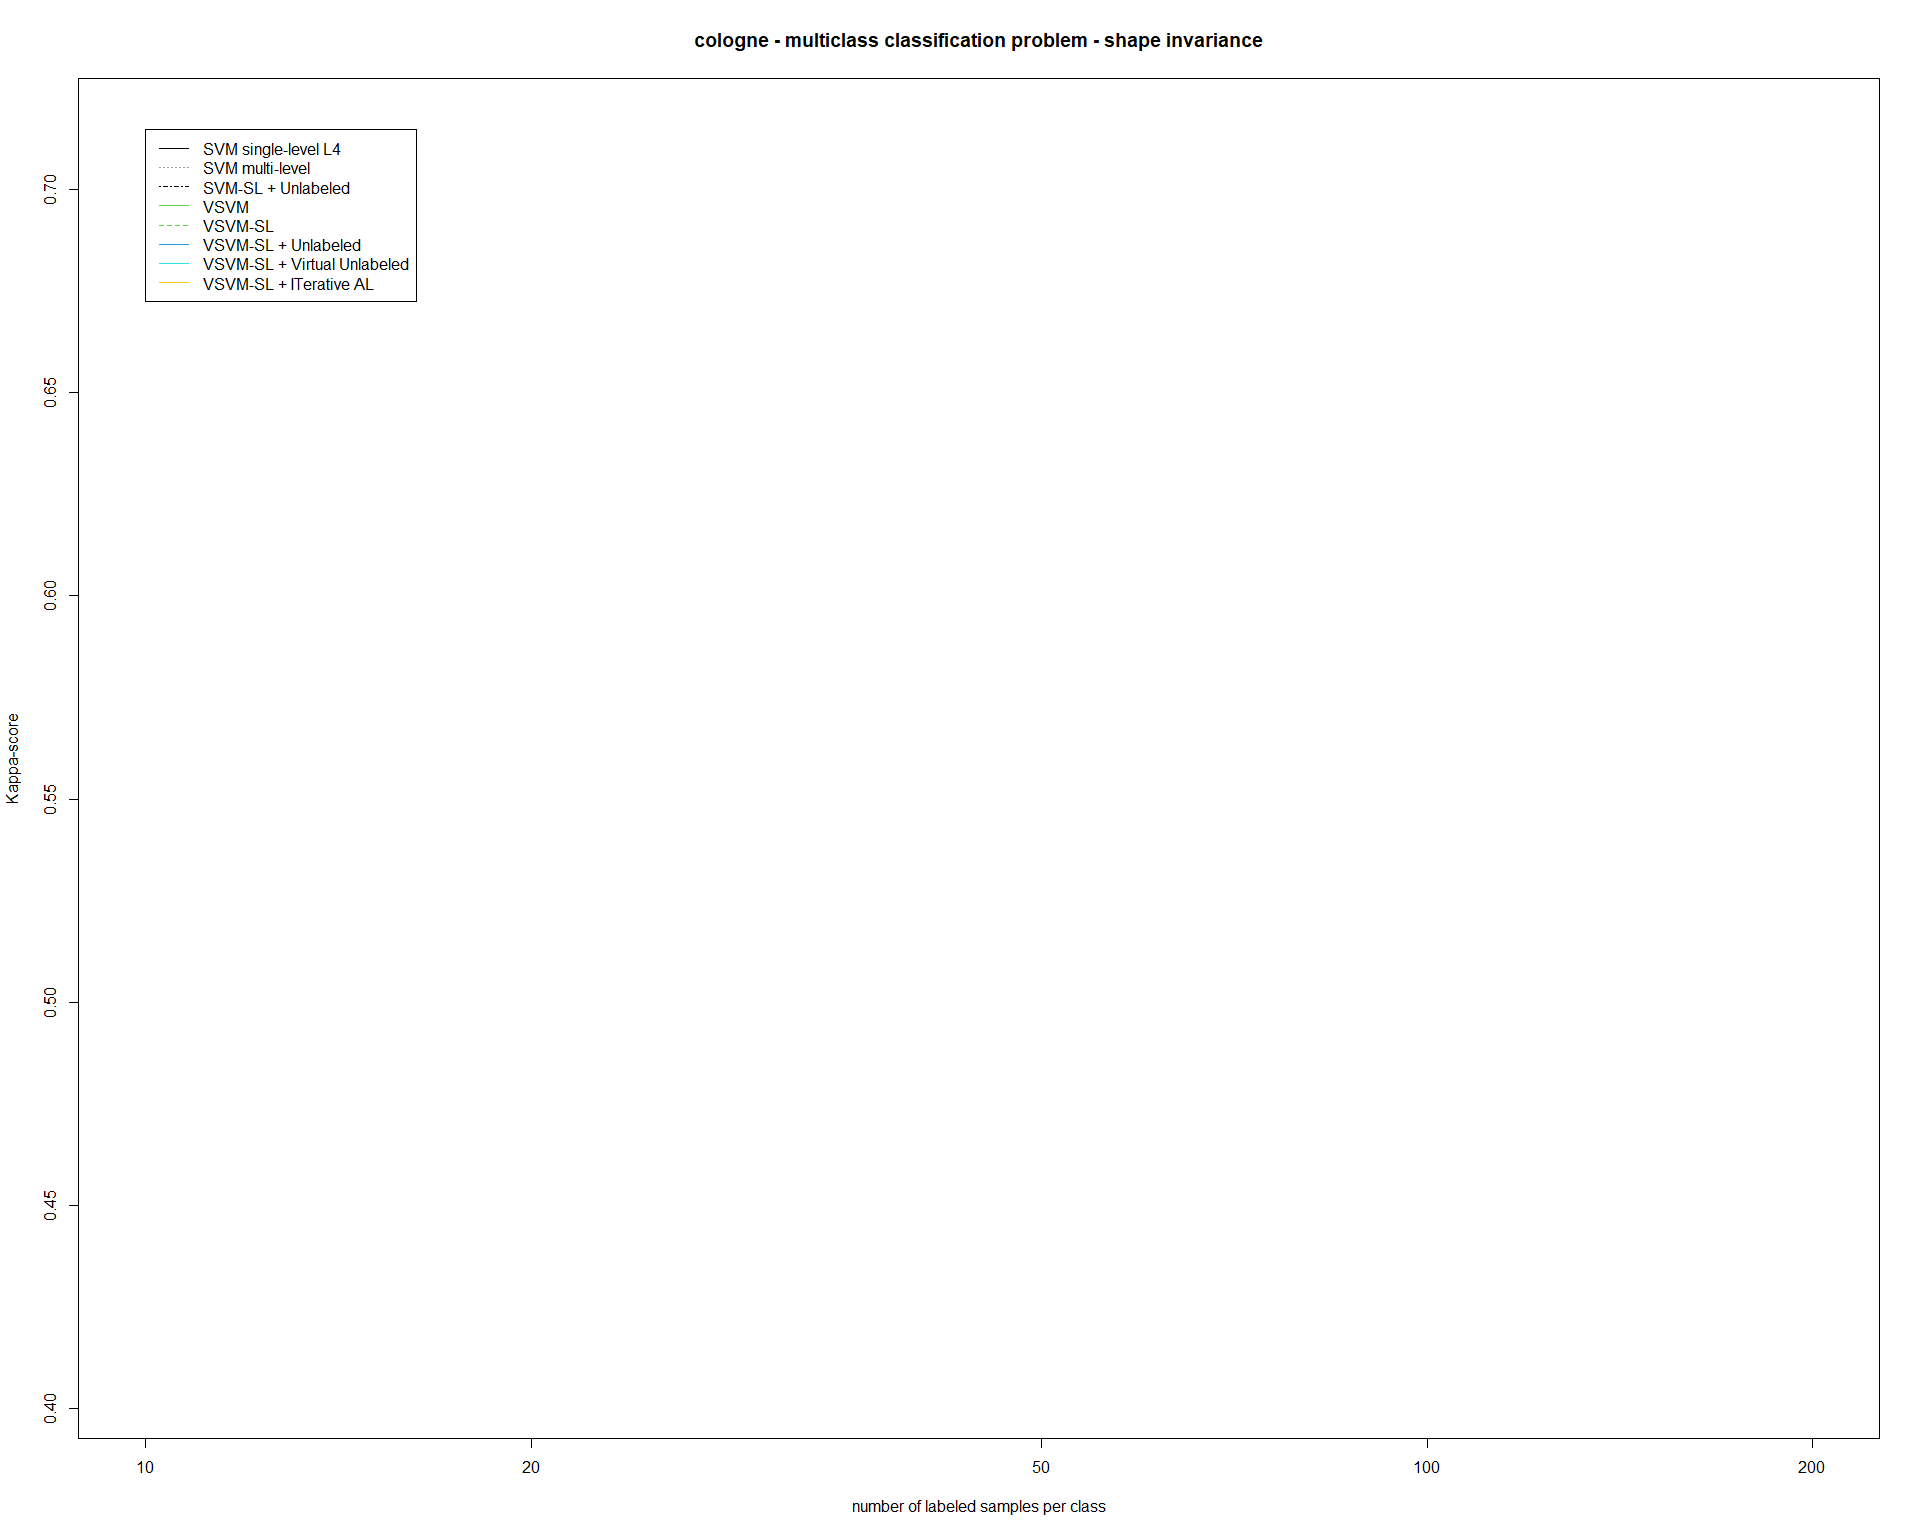 cologne - multiclass classification problem - shape invariance
SVM single-level L4
SVM multi-level
SVM-SL + Unlabeled
VSVM
VSVM-SL
VSVM-SL + Unlabeled
VSVM-SL + Virtual Unlabeled
VSVM-SL + ITerative AL
0.70
0.65
0.60
0.55
0.50
0.45
0.40
Kappa-score
10 20 50 100 200
number of labeled samples per class